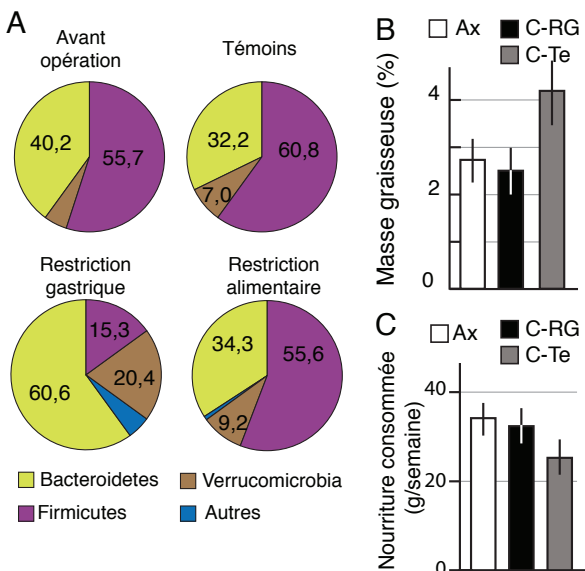 A
Avant
opération
40,2
55,7
Témoins
32,2
60,8
7,0
Restriction
gastrique
15,3
20,4
60,6
Restriction
alimentaire
34,3
55,6
9,2
Bacteroidetes
Verrucomicrobia
Firmicutes
Autres
B
Ax
C-RG
C-Te
Masse graisseuse (%)
4
2
0
C
Ax
C-RG
C-Te
Nourriture consommée
(g/semaine)
40
20
0